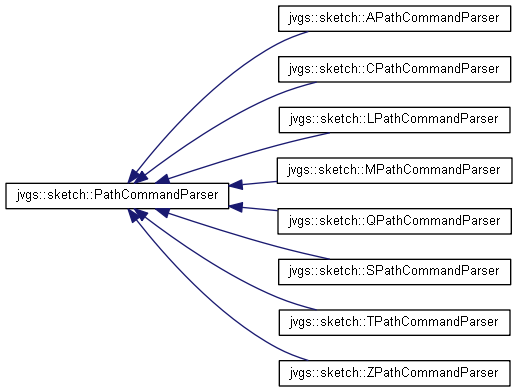 jvgs::sketch::APathCommandParser
jvgs::sketch::CPathCommandParser
jvgs::sketch::LPathCommandParser
jvgs::sketch::MPathCommandParser
jvgs::sketch::PathCommandParser
jvgs::sketch::QPathCommandParser
jvgs::sketch::SPathCommandParser
jvgs::sketch::TPathCommandParser
jvgs::sketch::ZPathCommandParser